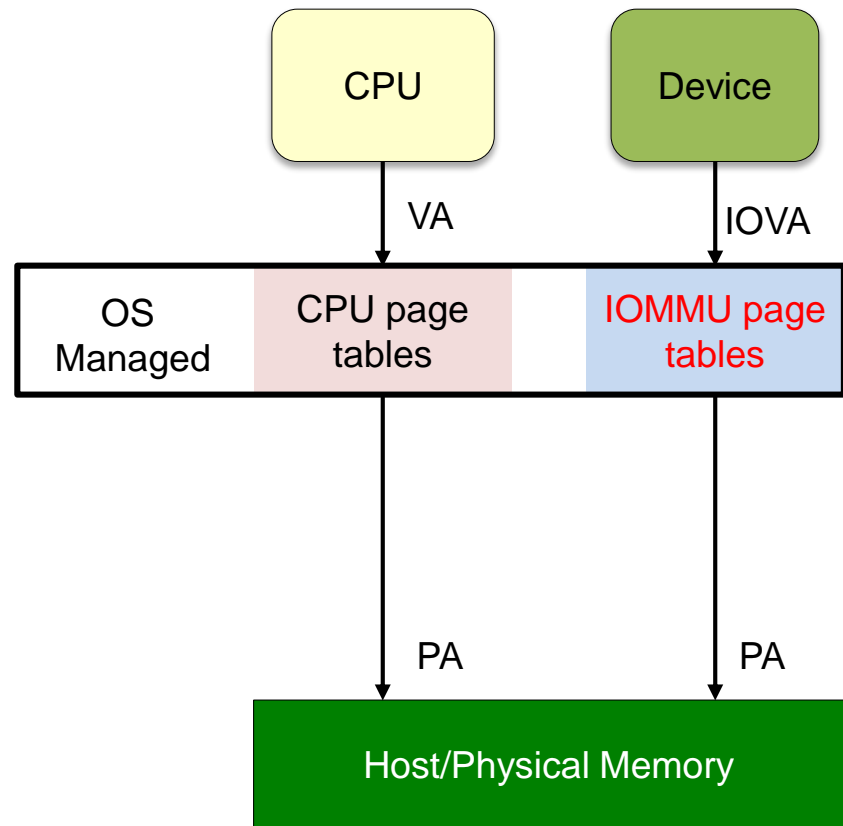 CPU
Device
VA
IOVA
OS
Managed
CPU page
tables
IOMMU page
tables
PA
PA
Host/Physical Memory